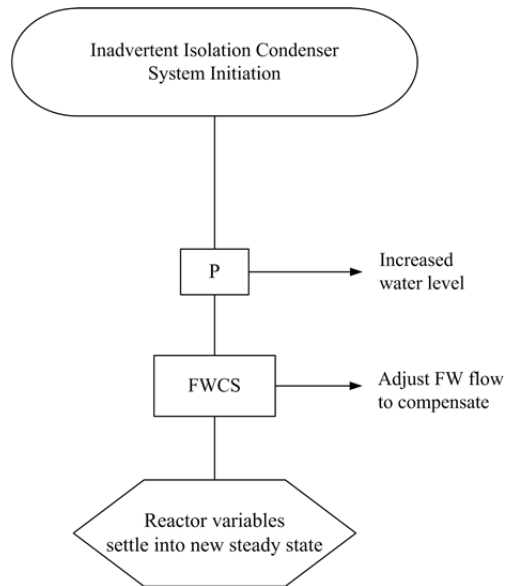 Inadvertent Isolation Condenser
System Initiation
P
Increased
water level
FWCS
Adjust FW flow
to compensate
Reactor variables
settle into new steady state